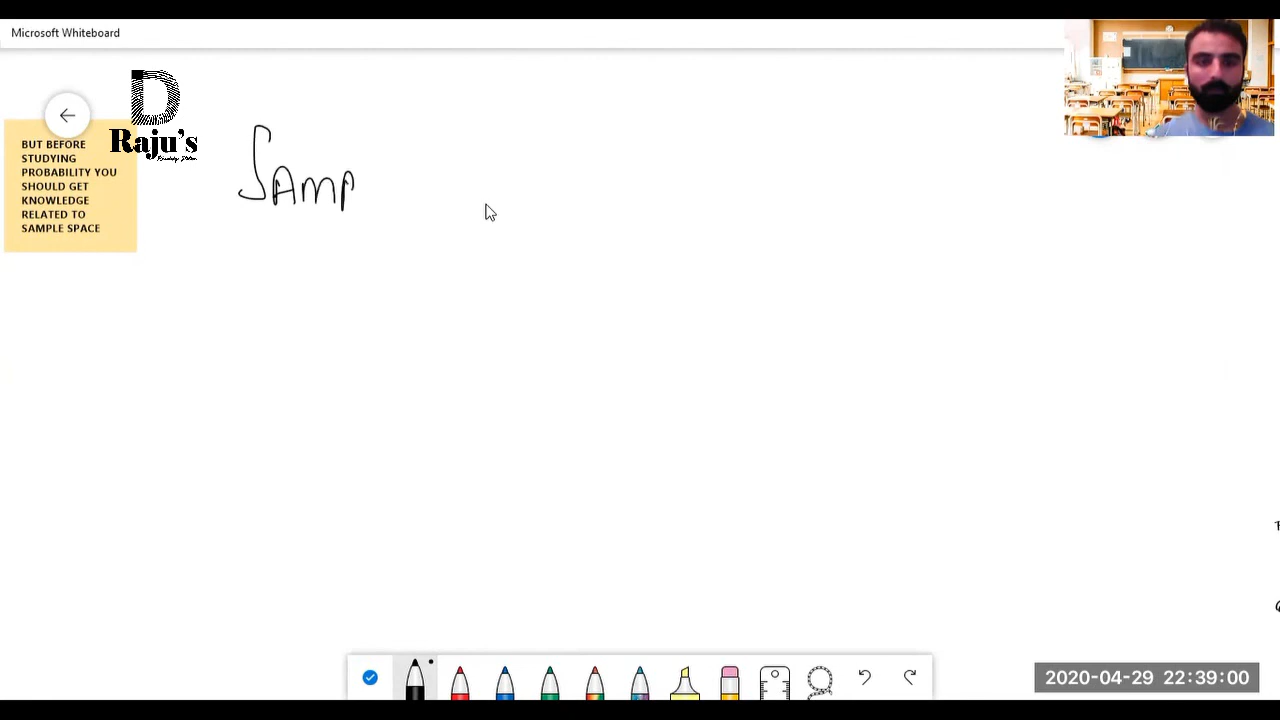 Microsoft Whiteboard
D
Raju's
BUT BEFORE
STUDYING
PROBABILITY YOU
SHOULD GET
KNOWLEDGE
RELATED TO
SAMPLE SPACE
SAMP
2020-04-29 22:39:00